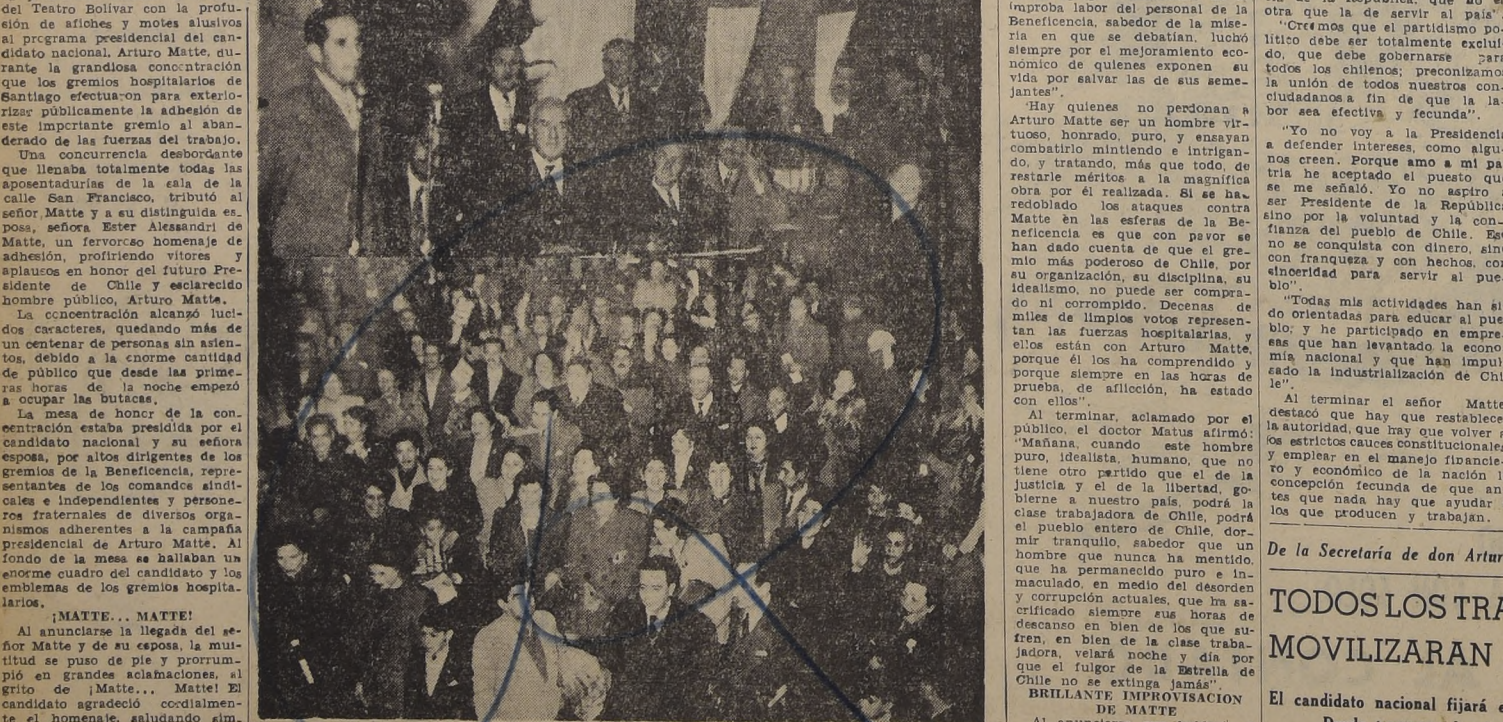 del Teatro Bolívar con la profu-
sión de afiches y motes alusivos
al programa presidencial del can-
didato nacional, Arturo Matte, du-
rante la grandiosa concentración
que los gremios hospitalarios de
Santiago efectuaron para exterio-
rizar públicamente la adhesión de
este importante gremio al aban-
derado de las fuerzas del trabajo.
Una concurrencia desbordante
que llenaba totalmente todas las
aposentadurías de la sala de la
calle San Francisco, tributó al
señor Matte y a su distinguida es-
posa, señora Ester Alessandri de
Matte, un fervoroso homenaje de
adhesión, profiriendo vítores y
aplausos en honor del futuro Pre-
sidente de Chile y esclarecido
hombre público, Arturo Matte.
La concentración alcanzó luci-
dos caracteres, quedando más de
un centenar de personas sin asien-
tos, debido a la enorme cantidad
de público que desde las prime-
ras horas de la noche empezó
a ocupar las butacas.
La mesa de honor de la con-
centración estaba presidida por el
candidato nacional y su señora
esposa, por altos dirigentes de los
gremios de la Beneficencia, repre-
sentantes de los comandos sindi-
cales e independientes y persone-
ros fraternales de diversos orga-
nismos adherentes a la campaña
presidencial de Arturo Matte. Al
fondo de la mesa se hallaban un
enorme cuadro del candidato y los
emblemas de los gremios hospita-
larios.
¡MATTE... MATTE!
Al anunciarse la llegada del se-
ñor Matte y de su esposa, la mul-
titud se puso de pie y prorrum-
pió en grandes aclamaciones, al
grito de ¡Matte... Matte! El
candidato agradeció cordialmen-
te el homenaje, saludando sim-
improba labor del personal de la
Beneficencia, sabedor de la mise-
ria en que se debatían, luchó
siempre por el mejoramiento eco-
nómico de quienes exponen su
vida por salvar las de sus seme-
jantes".
"Hay quienes no perdonan a
Arturo Matte ser un hombre vir-
tuoso, honrado, puro, y ensayan
combatirlo mintiendo e intrigan-
do, y tratando, más que todo, de
restarle méritos a la magnífica
obra por él realizada. Si se han
redoblado los ataques contra
Matte en las esferas de la Be-
neficencia es que con pavor se
han dado cuenta de que el gre-
mio más poderoso de Chile, por
su organización, su disciplina, su
idealismo, no puede ser compra-
do ni corrompido. Decenas de
miles de limpios votos represen-
tan las fuerzas hospitalarias, y
ellos están con Arturo Matte,
porque él los ha comprendido y
porque siempre en las horas de
prueba, de aflicción, ha estado
con ellos".
Al terminar, aclamado por el
público, el doctor Matus afirmó:
"Mañana, cuando este hombre
puro, idealista, humano, que no
tiene otro partido que el de la
justicia y el de la libertad, go-
bierne a nuestro país, podrá la
clase trabajadora de Chile, podrá
el pueblo entero de Chile, dor-
mir tranquilo, sabedor que un
hombre que nunca ha mentido,
que ha permanecido puro e in-
maculado, en medio del desorden
y corrupción actuales, que ha sa-
crificado siempre sus horas de
descanso en bien de los que su-
fren, en bien de la clase traba-
jadora, velará noche y día por
que el fulgor de la Estrella de
Chile no se extinga jamás".
BRILLANTE IMPROVISACION
DE MATTE
otra que la de servir al país"
"Creemos que el partidismo po-
lítico debe ser totalmente exclui-
do, que debe gobernarse para
todos los chilenos; preconizamos
la unión de todos nuestros con-
ciudadanos a fin de que la la-
bor sea efectiva y fecunda".
"Yo no voy a la Presidencia
a defender intereses, como algu-
nos creen. Porque amo a mi pa-
tria he aceptado el puesto que
se me señaló. Yo no aspiro
ser Presidente de la República
sino por la voluntad y la con-
fianza del pueblo de Chile. Es
no se conquista con dinero, sin
con franqueza y con hechos, co
sinceridad para servir al pue-
blo".
"Todas mis actividades han si
do orientadas para educar al pue
blo; y he participado en empre
sas que han levantado la econo
mía nacional y que han impul
sado la industrialización de Chi
le".
Al terminar el señor Matte
destacó que hay que restablece
la autoridad, que hay que volver a
los estrictos cauces constitucionales
y emplear en el manejo financie-
ro y económico de la nación l
concepción fecunda de que an
tes que nada hay que ayudar
los que producen y trabajan.
De la Secretaría de don Artur
TODOS LOS TRA
MOVILIZARAN
El candidato nacional fijará e